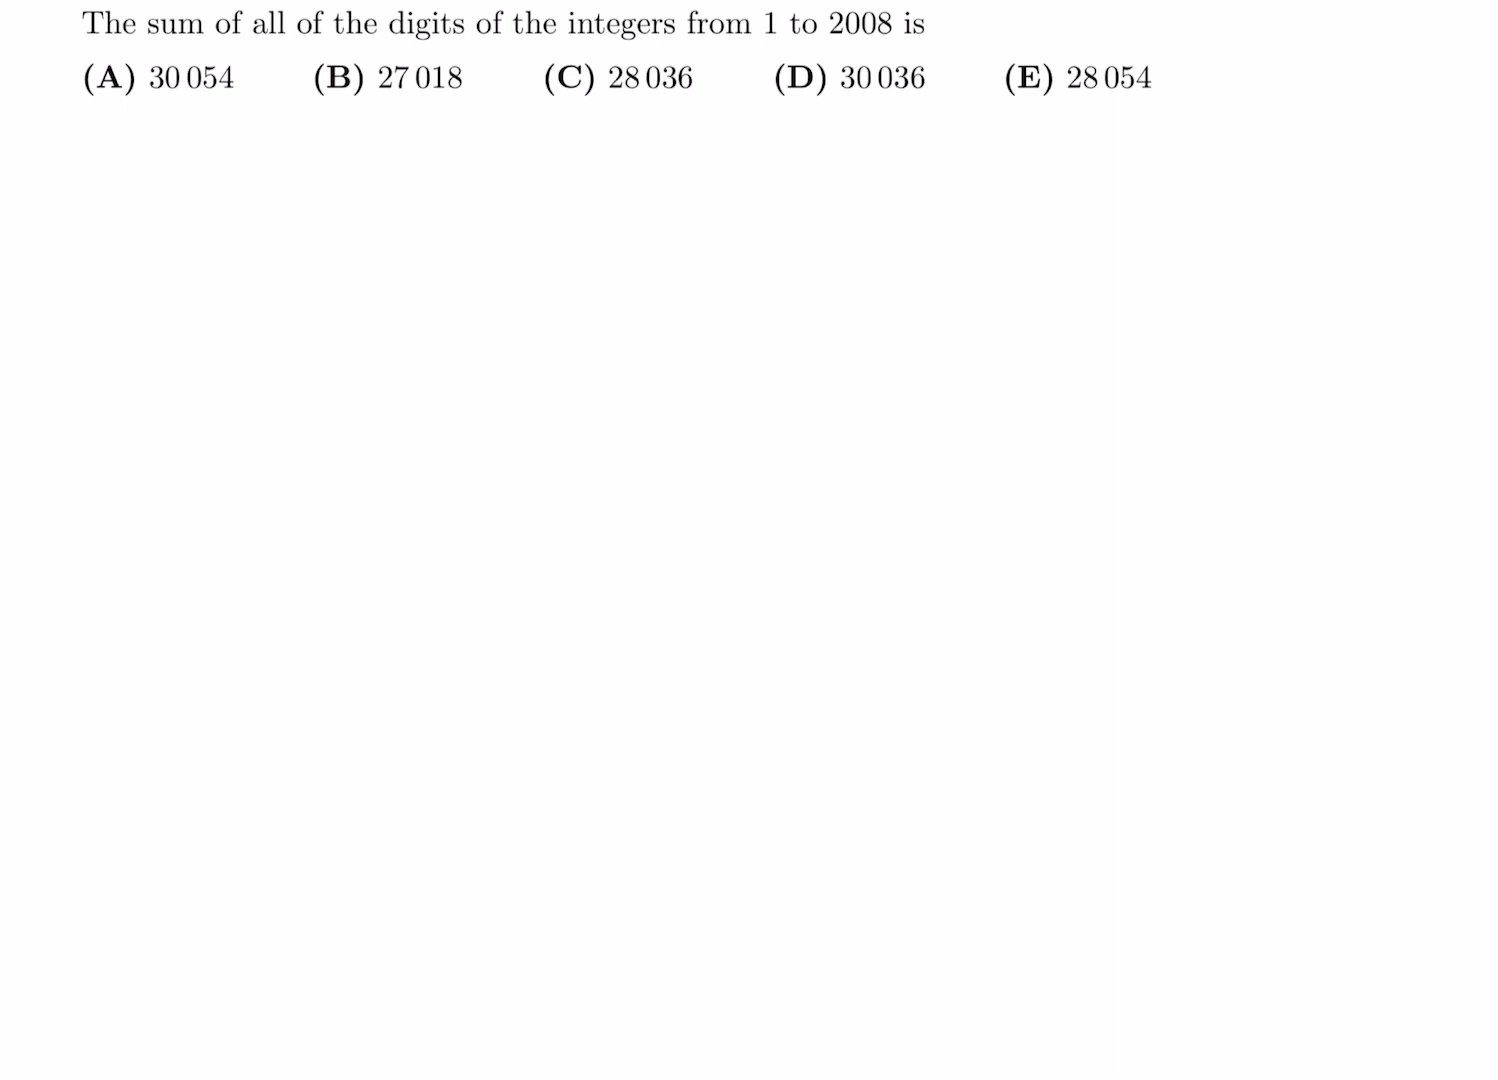 The sum of all of the digits of the integers from 1 to 2008 is
(A) 30 054 (B) 27 018 (C) 28 036 (D) 30 036 (E) 28 054